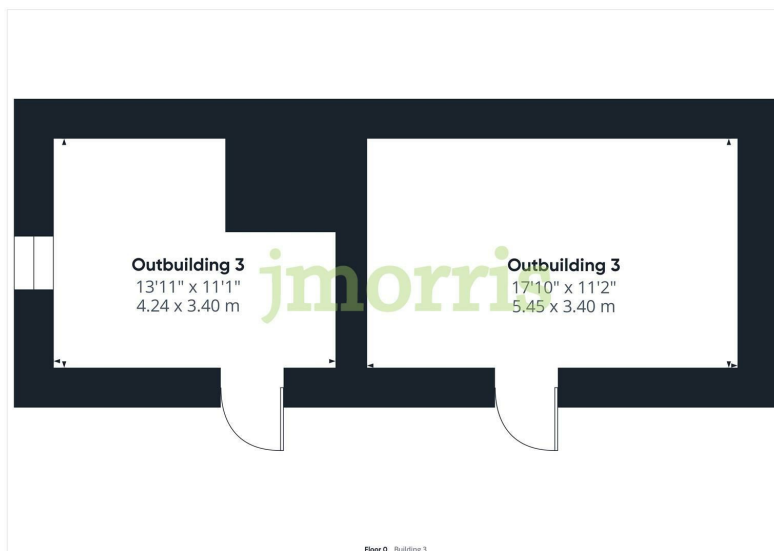 Outbuilding 3
13'11" x 11'1"
4.24 x 3.40 m
jmorris
Outbuilding 3
17'10" x 11'2"
5.45 x 3.40 m
Floor 0 Building 3